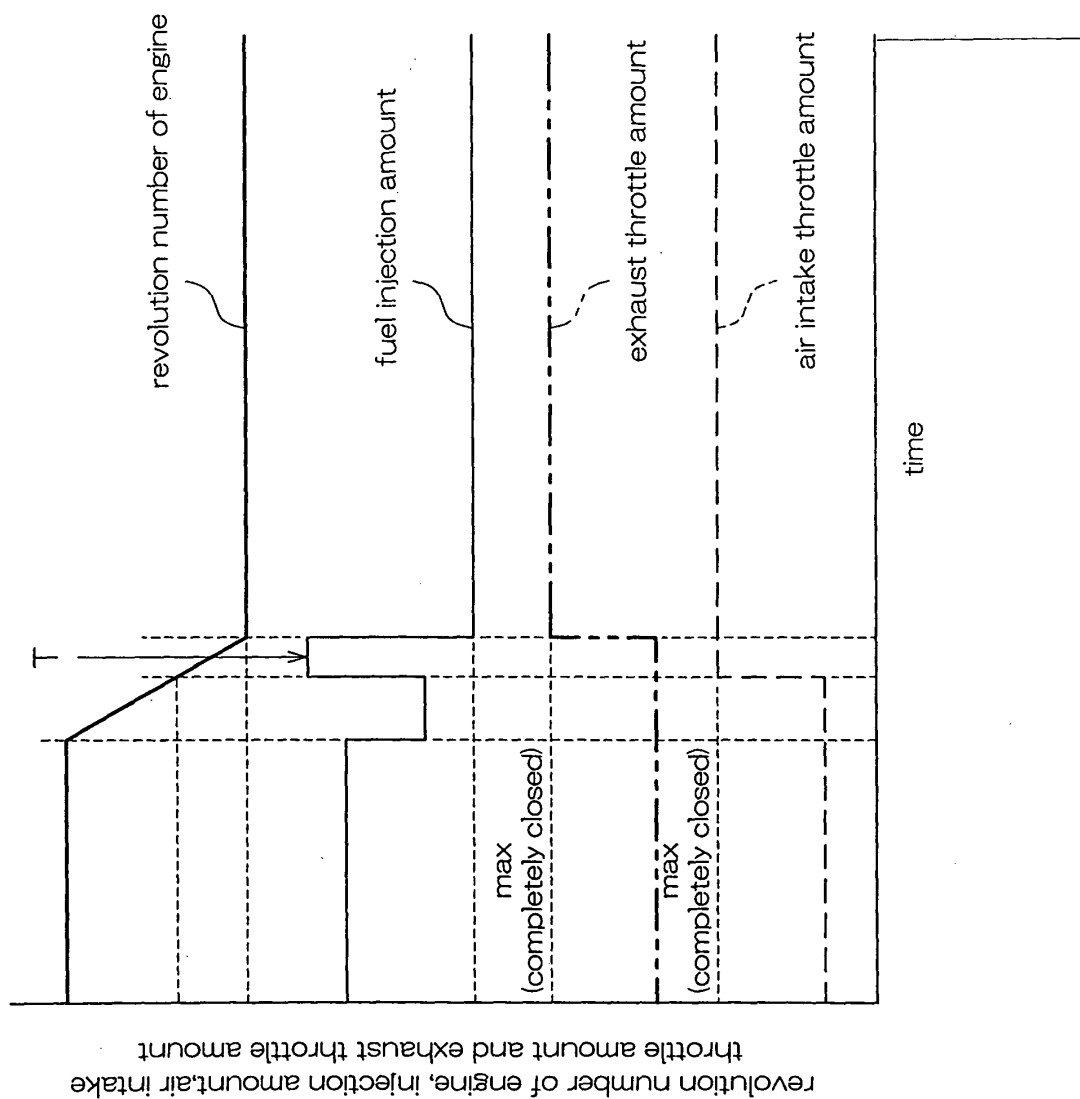 revolution number of engine, injection amount,air intake
throttle amount and exhaust throttle amount
T
revolution number of engine
fuel injection amount
max
(completely closed)
exhaust throttle amount
max
(completely closed)
air intake throttle amount
time